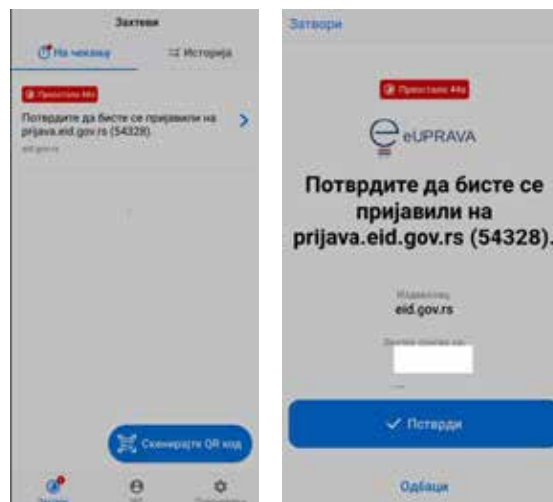 Захтеви
На чекању
Историја
Преостало 44s
Потврдите да бисте се пријавили на
prijava.eid.gov.rs (54328).
eid.gov.rs
Скенирајте QR код
Захтеви
Затвори
Преостало 44s
eUPRAVA
Потврдите да бисте се
пријавили на
prijava.eid.gov.rs (54328).
Издавалац
eid.gov.rs
Потврди
Одбаци